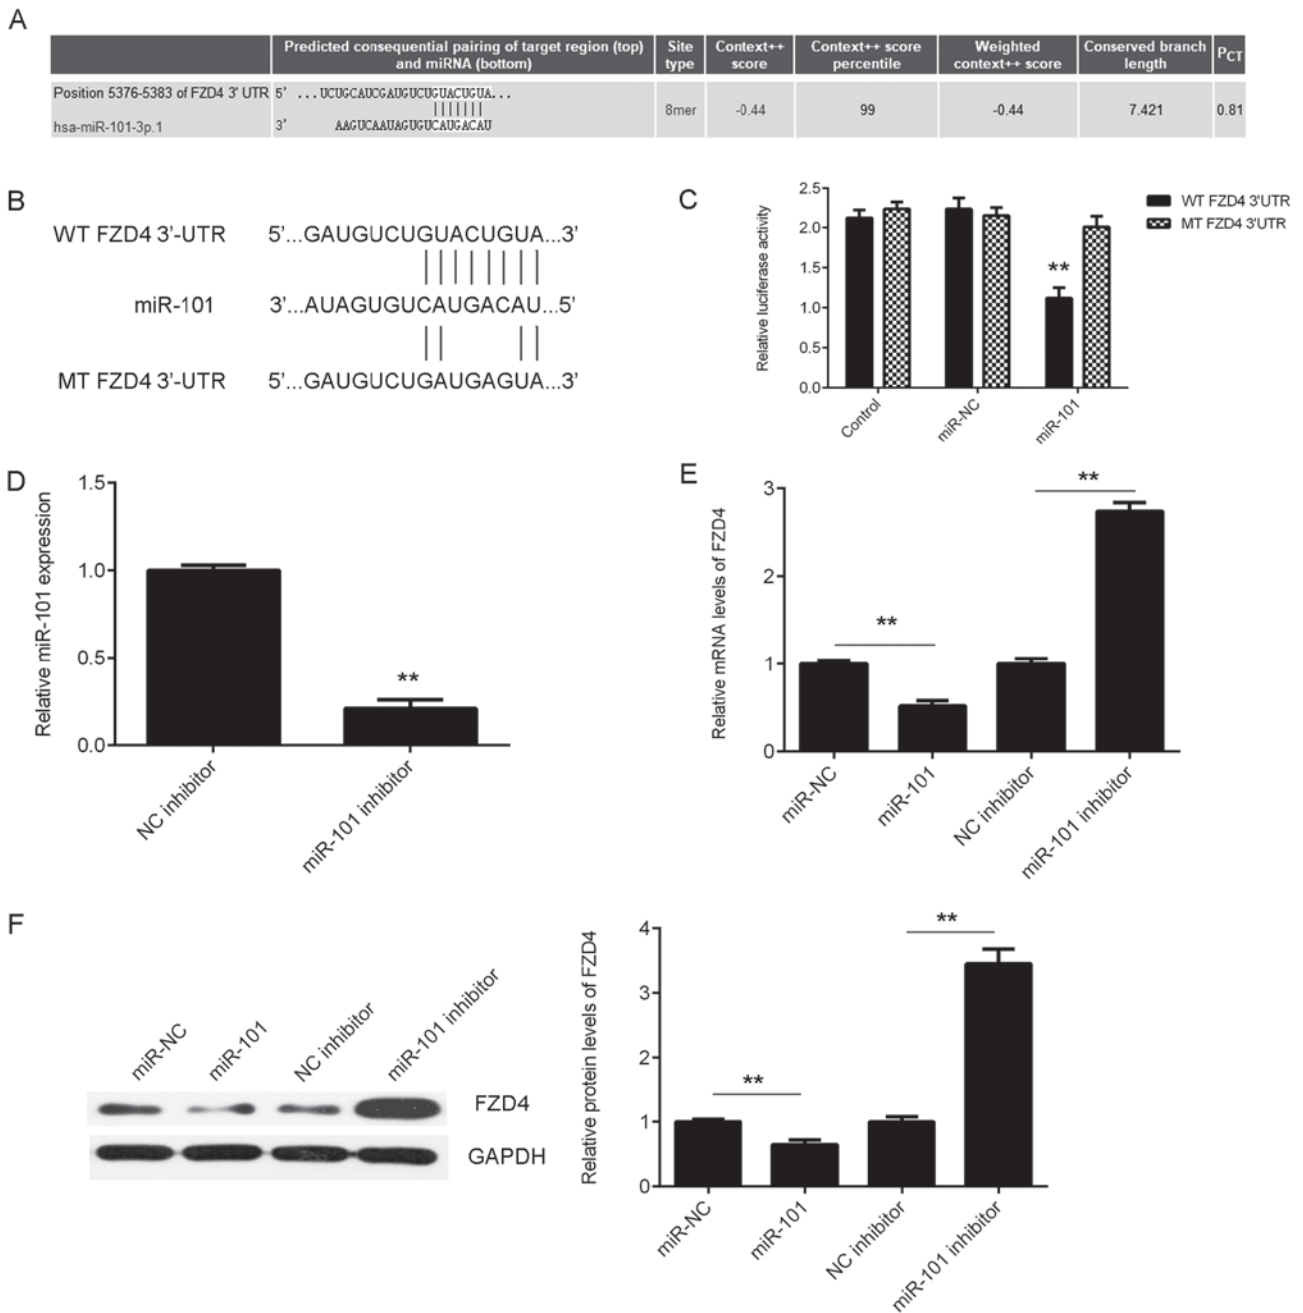 A
Predicted consequential pairing of target region (top) and miRNA (bottom)
Site type
Context++ score
Context++ score percentile
Weighted context++ score
Conserved branch length
PCT
Position 5376-5383 of FZD4 3' UTR 5' ...UCUGCAUCGAUGUCUGUACUGUA...
hsa-miR-101-3p.1 3' AAGUCAAUAGUGUCAUGACAU
8mer
-0.44
99
-0.44
7.421
0.81
B
WT FZD4 3'-UTR 5'...GAUGUCUGUACUGUA...3'
miR-101 3'...AUAGUGUCAUGACAU...5'
MT FZD4 3'-UTR 5'...GAUGUCUGAUGAGUA...3'
C
Relative luciferase activity
2.5
2.0
1.5
1.0
0.5
0.0
**
Control
miR-NC
miR-101
WT FZD4 3'UTR
MT FZD4 3'UTR
D
Relative miR-101 expression
1.5
1.0
0.5
0.0
**
NC inhibitor
miR-101 inhibitor
E
Relative mRNA levels of FZD4
3
2
1
0
**
**
miR-NC
miR-101
NC inhibitor
miR-101 inhibitor
F
miR-NC
miR-101
NC inhibitor
miR-101 inhibitor
FZD4
GAPDH
Relative protein levels of FZD4
4
3
2
1
0
**
**
miR-NC
miR-101
NC inhibitor
miR-101 inhibitor